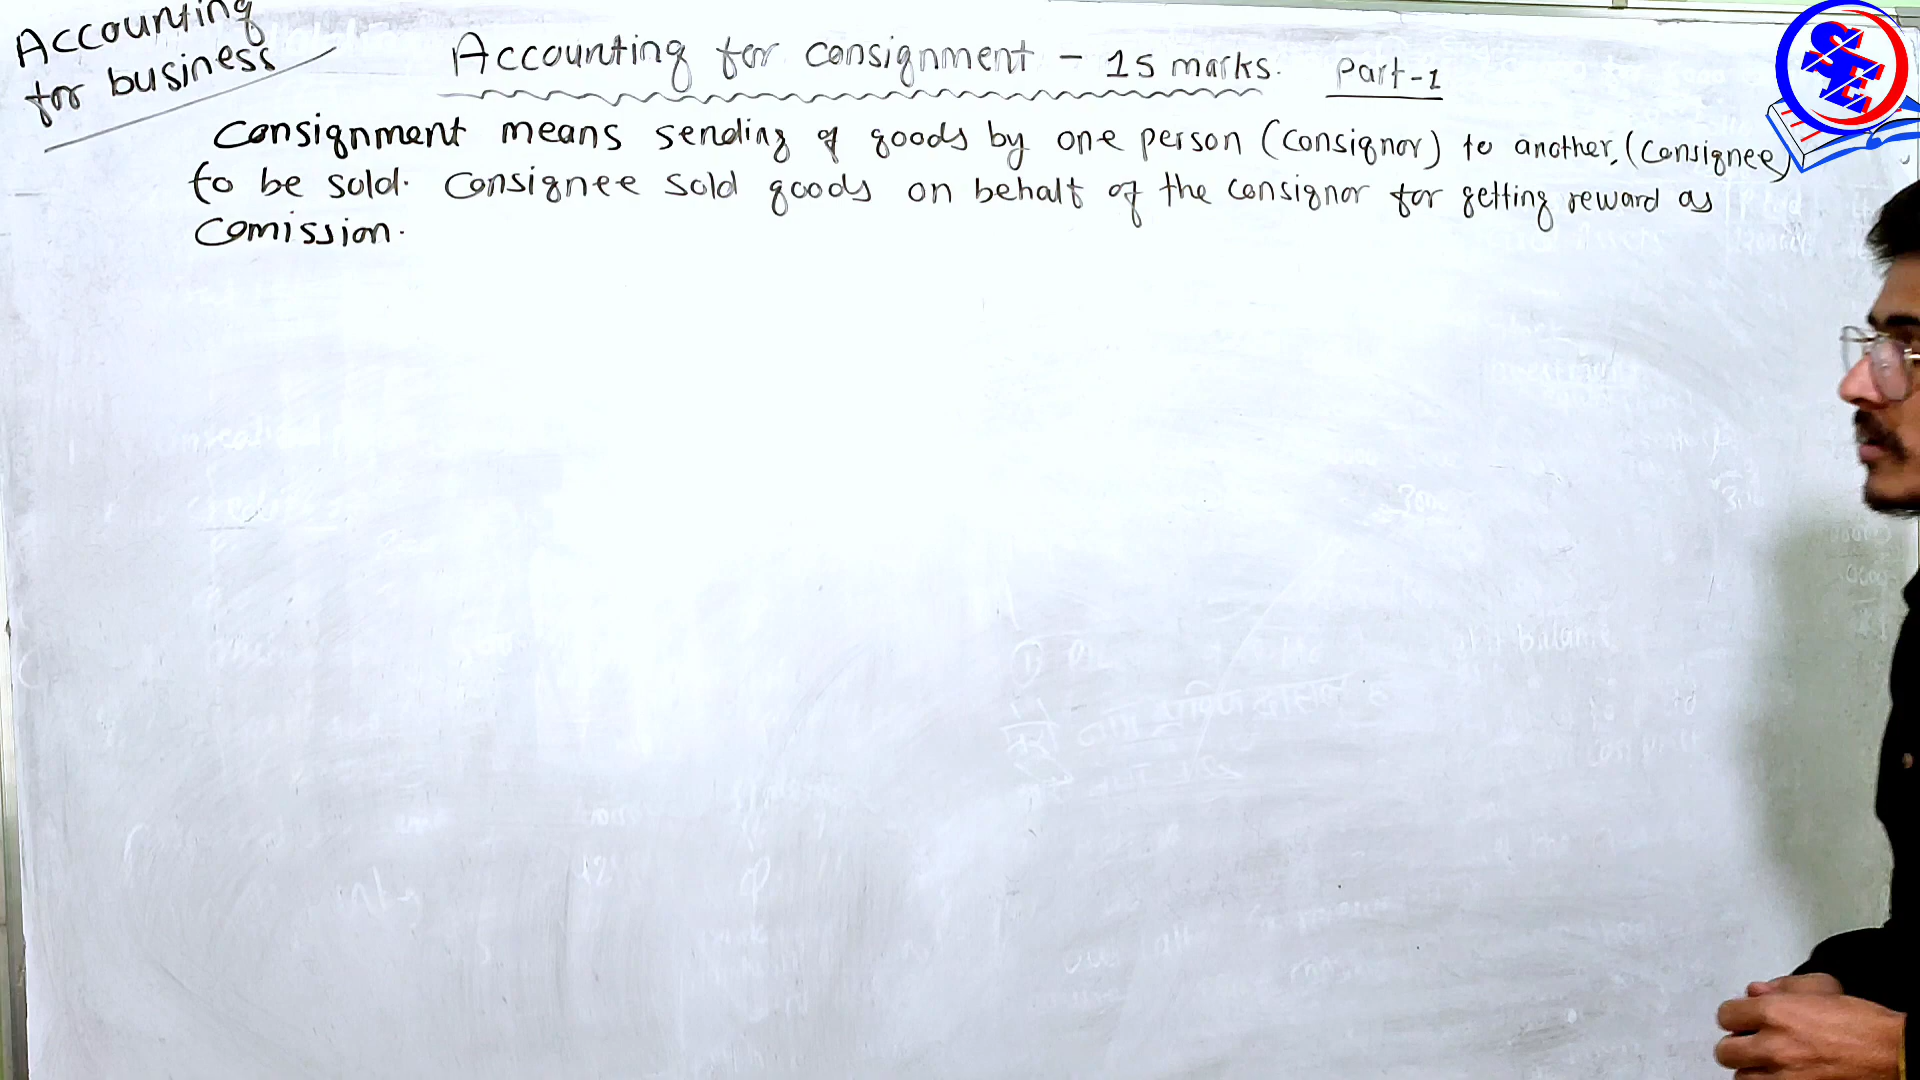 Accounting
for business
Accounting for consignment - 15 marks. Part-1
Consignment means sending of goods by one person (consignor) to another, (consignee)
to be sold. Consignee sold goods on behalf of the consignor for getting reward as
Comission.